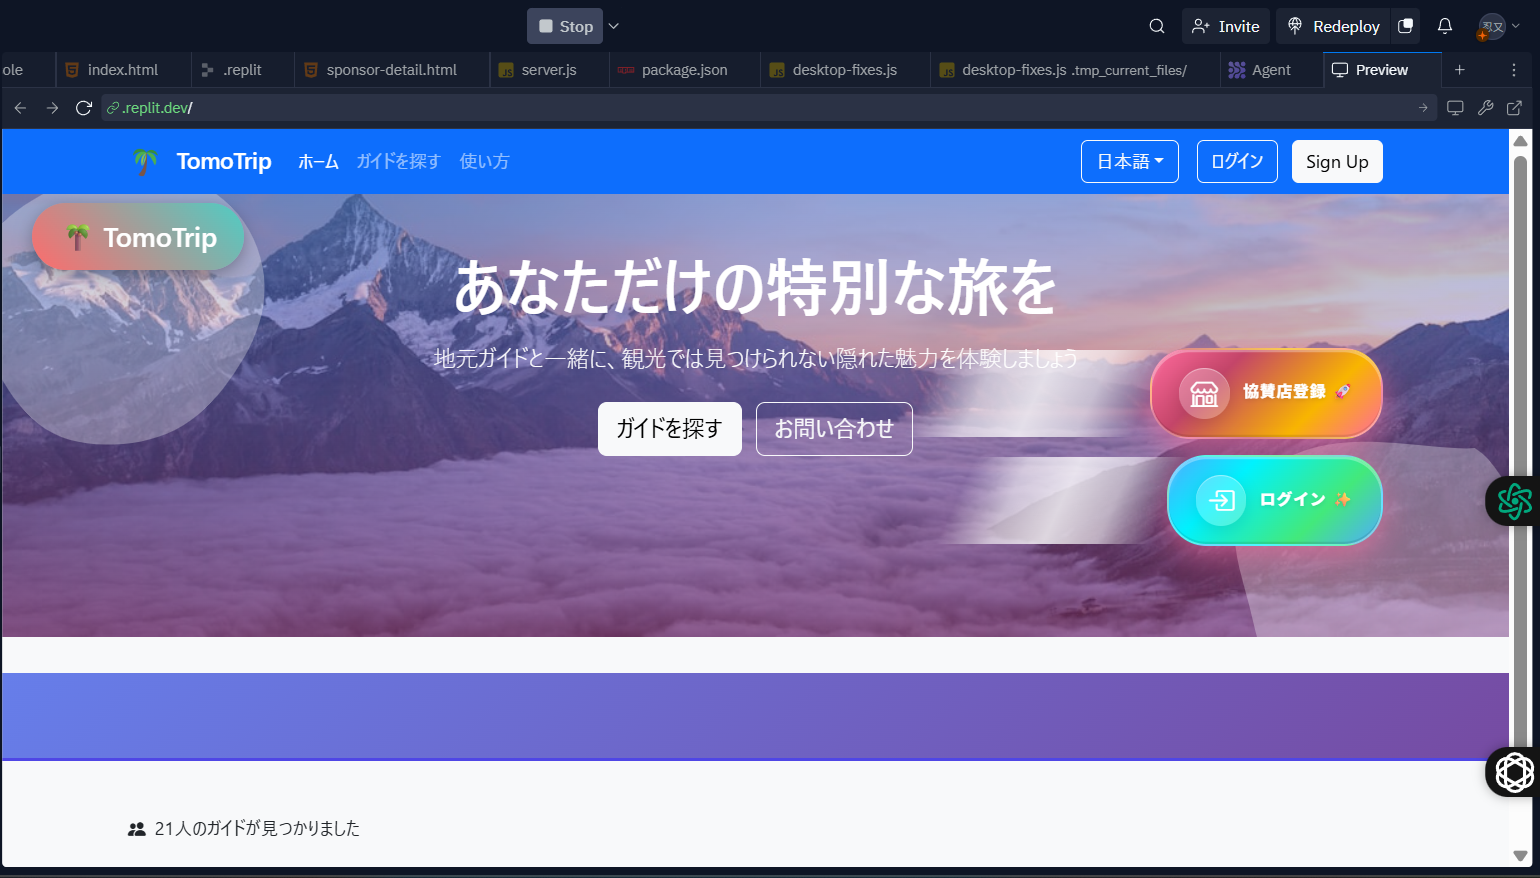 Stop
Invite
Redeploy
忍又
ole
index.html
.replit
sponsor-detail.html
server.js
package.json
desktop-fixes.js
desktop-fixes.js .tmp_current_files/
Agent
Preview
.replit.dev/
TomoTrip
ホーム
ガイドを探す
使い方
日本語
ログイン
Sign Up
TomoTrip
あなただけの特別な旅を
地元ガイドと一緒に、観光では見つけられない隠れた魅力を体験しましょう
協賛店登録
ガイドを探す
お問い合わせ
ログイン
21人のガイドが見つかりました